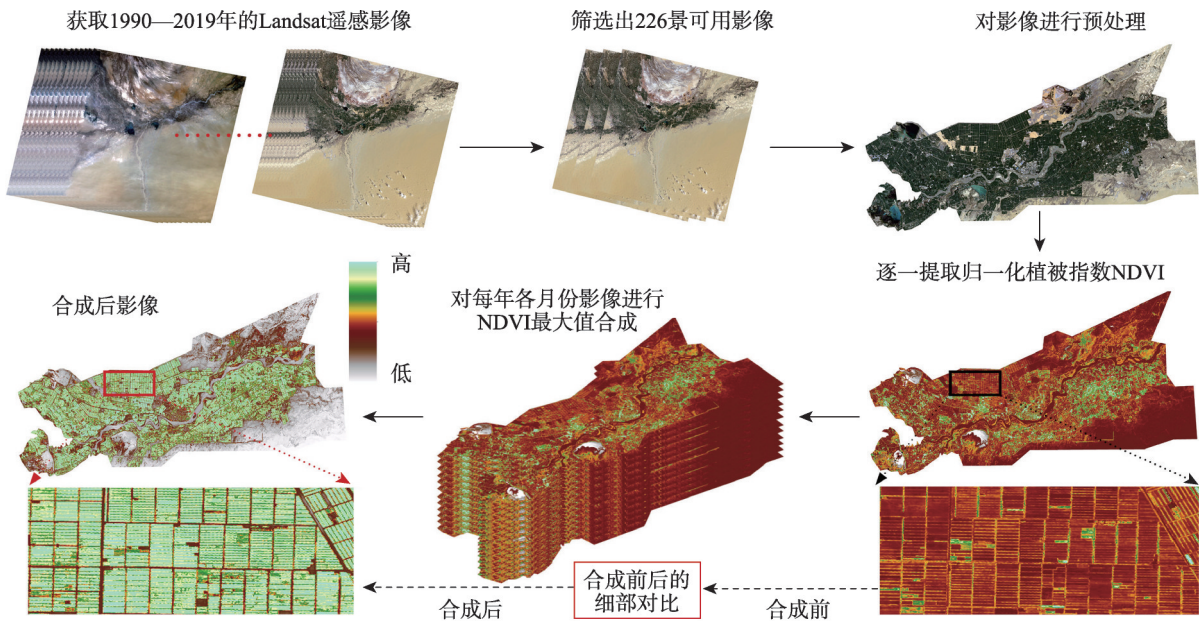 获取1990—2019年的Landsat遥感影像
筛选出226景可用影像
对影像进行预处理
逐一提取归一化植被指数NDVI
对每年各月份影像进行
NDVI最大值合成
高
低
合成后影像
合成前
合成前后的
细部对比
合成后